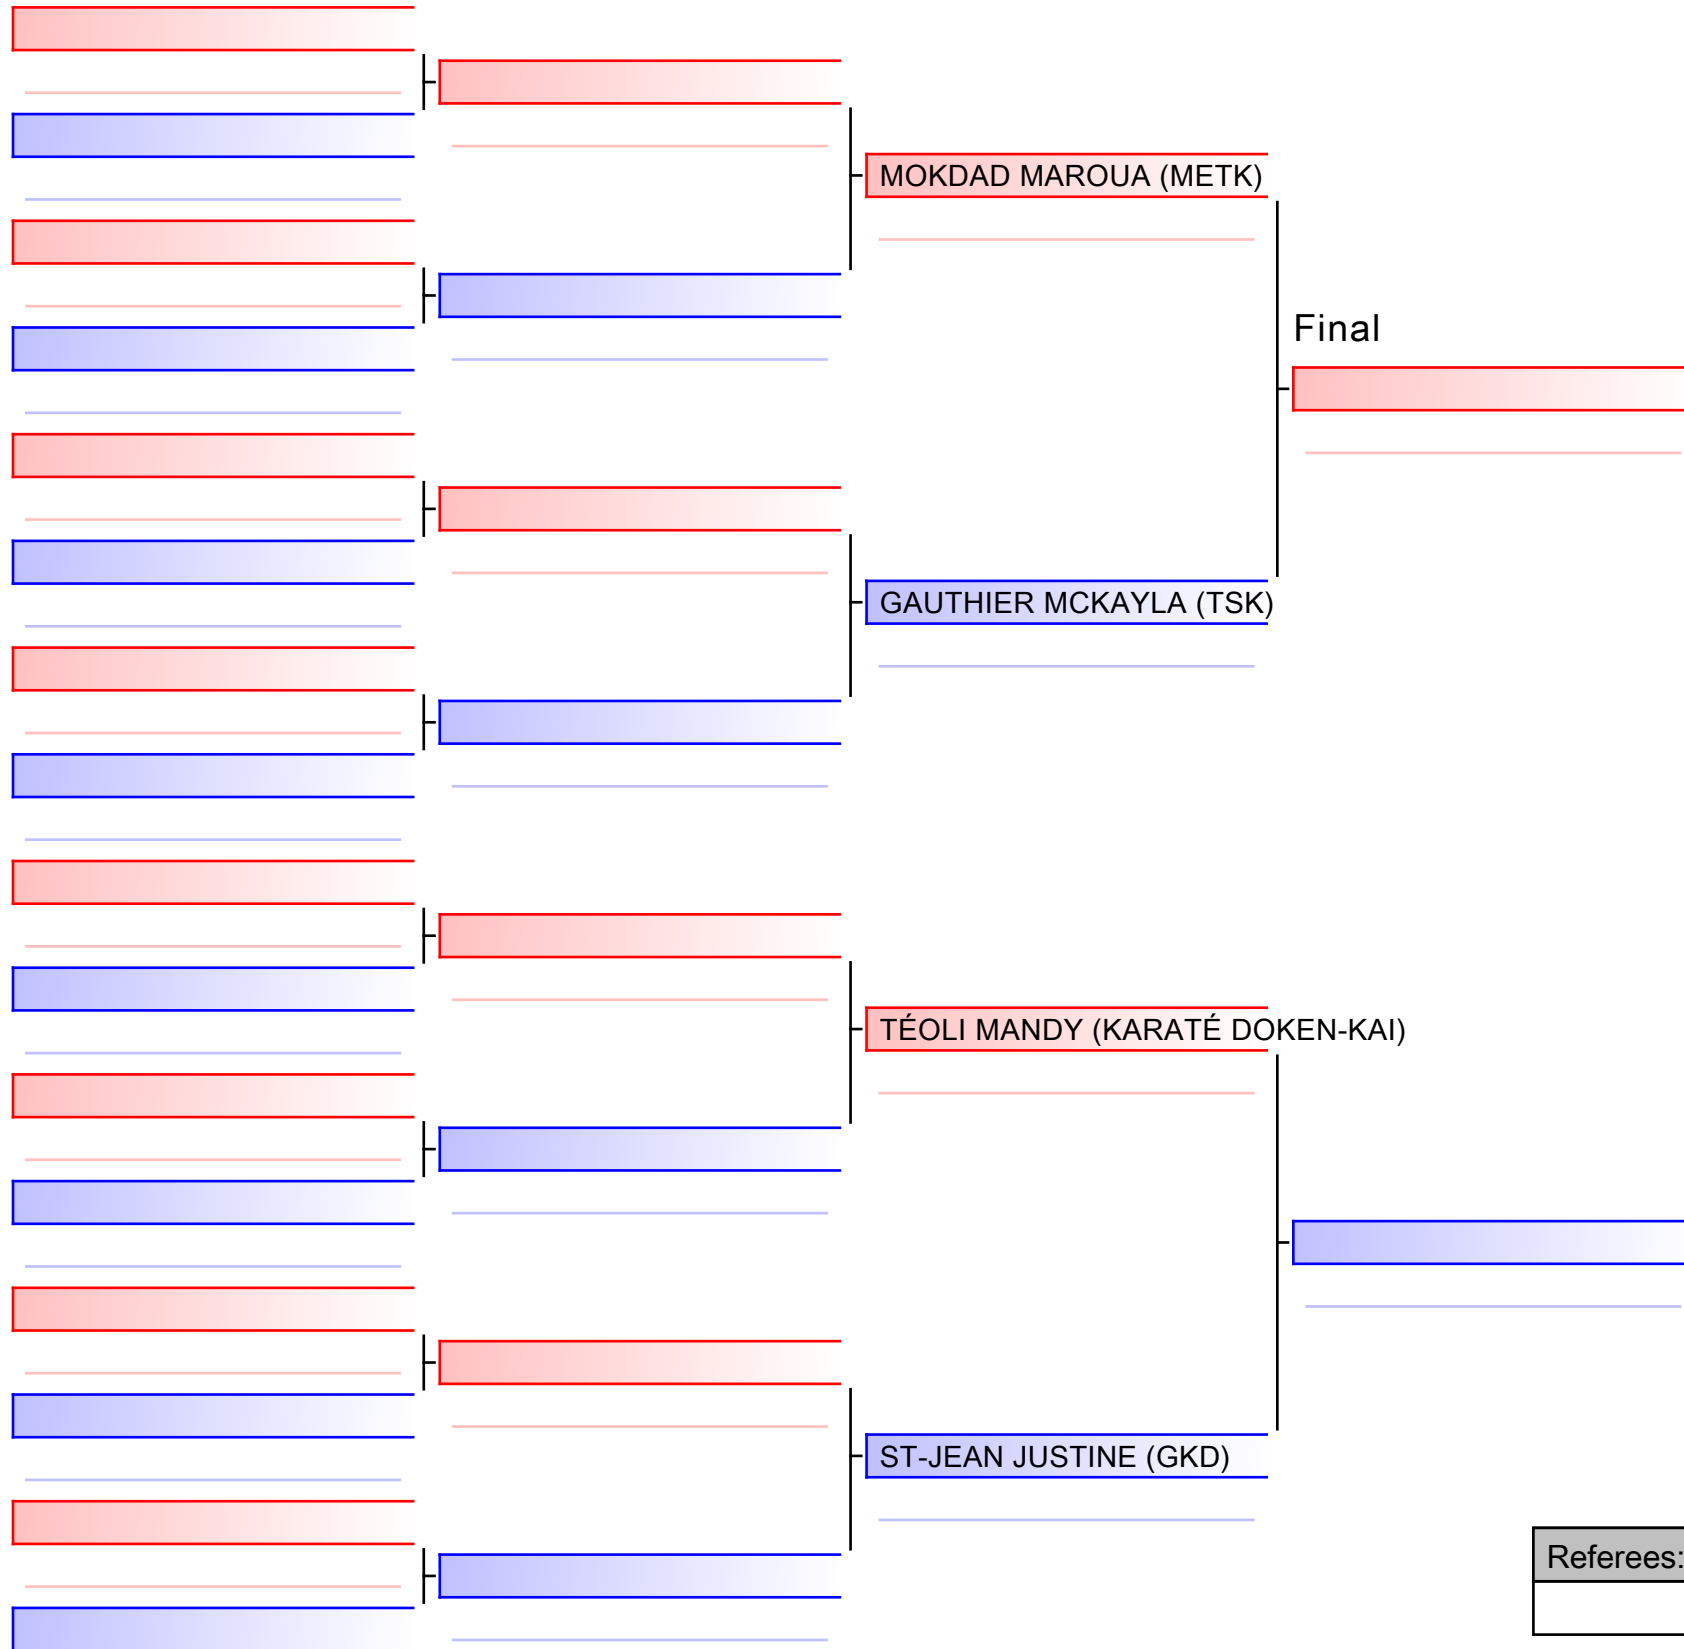 MOKDAD MAROUA (METK)
Final
GAUTHIER MCKAYLA (TSK)
TÉOLI MANDY (KARATÉ DOKEN-KAI)
ST-JEAN JUSTINE (GKD)
Referees: